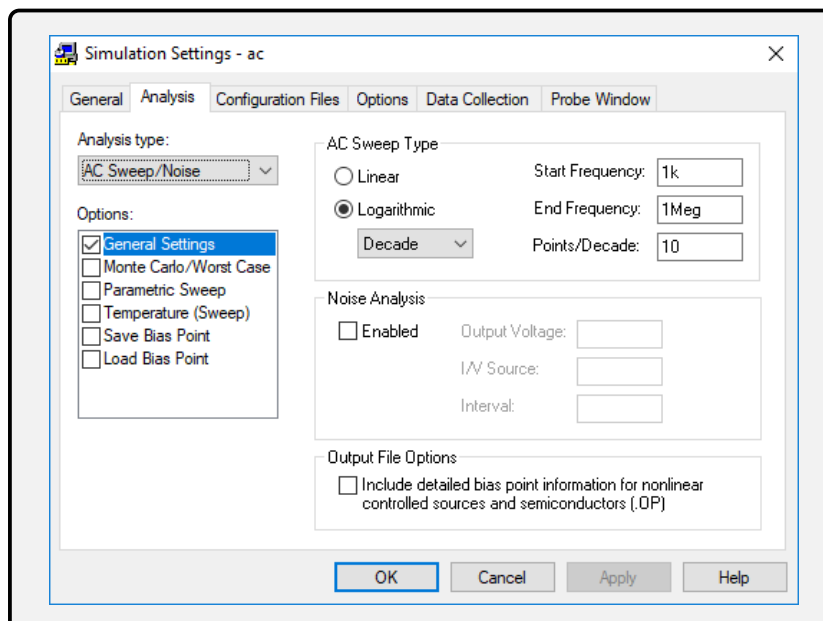 Simulation Settings - ac
General Analysis Configuration Files Options Data Collection Probe Window
Analysis type:
AC Sweep/Noise
Options:
General Settings
Monte Carlo/Worst Case
Parametric Sweep
Temperature (Sweep)
Save Bias Point
Load Bias Point
AC Sweep Type
Linear
Logarithmic
Decade
Start Frequency: 1k
End Frequency: 1Meg
Points/Decade: 10
Noise Analysis
Enabled
Output Voltage:
I/V Source:
Interval:
Output File Options
Include detailed bias point information for nonlinear
controlled sources and semiconductors (.OP)
OK Cancel Apply Help